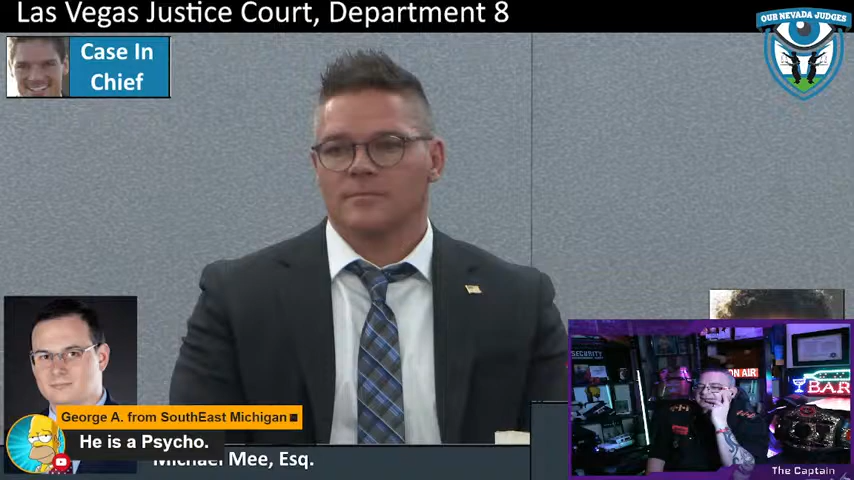 Las Vegas Justice Court, Department 8
OUR NEVADA JUDGES
Case In
Chief
SECURITY
ON AIR
BAR
George A. from SouthEast Michigan
He is a Psycho.
Michael Mee, Esq.
The Captain